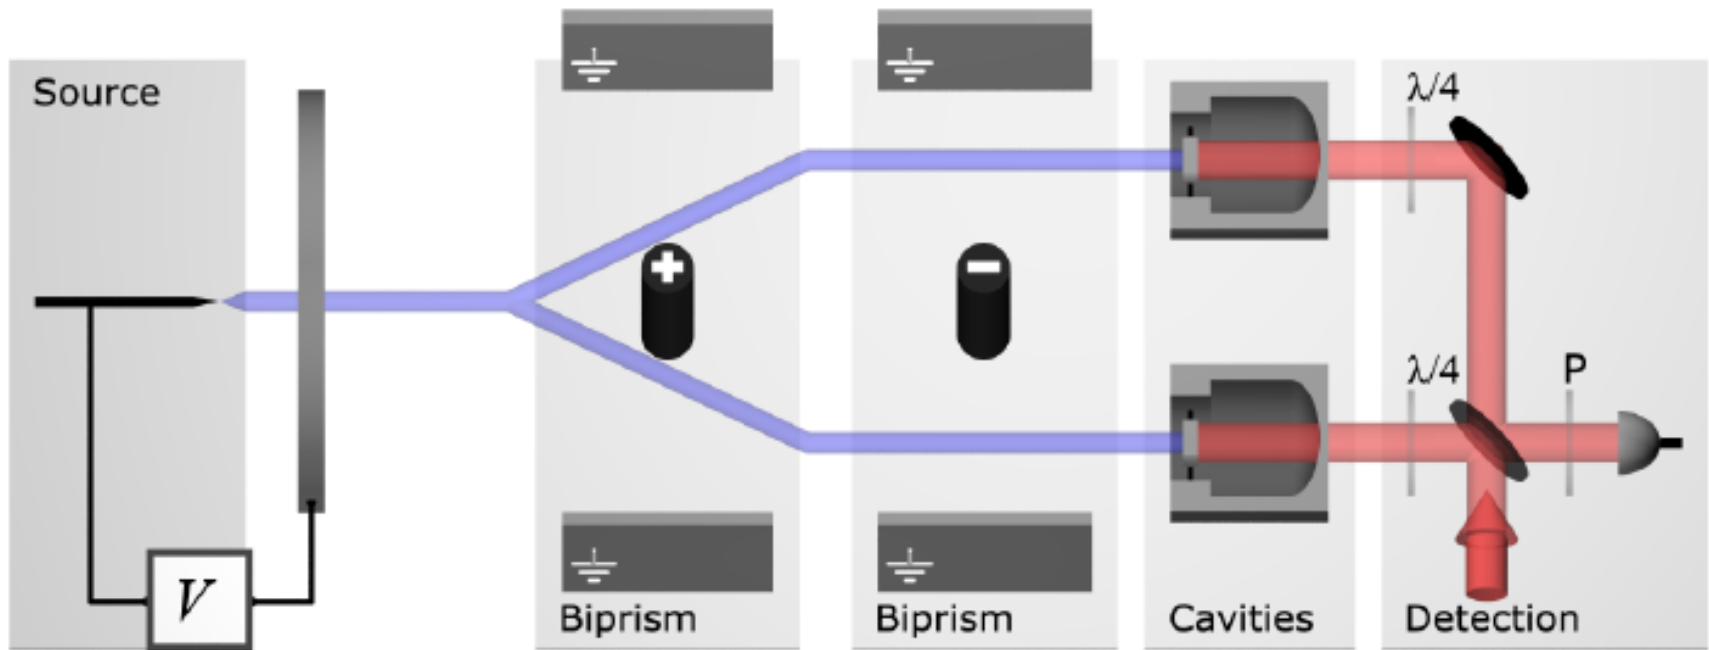 Source
λ/4
+
−
λ/4
P
V
Biprism
Biprism
Cavities
Detection